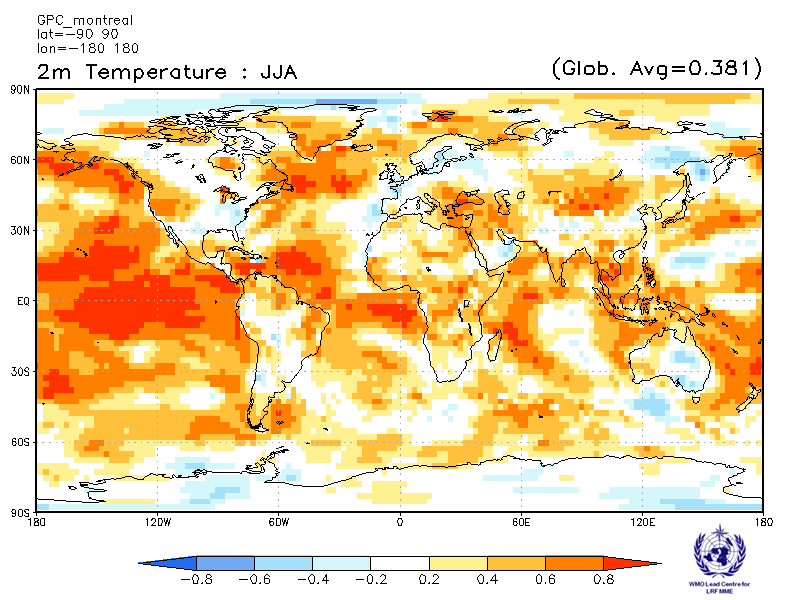 GPC_montreal
lat=-90 90
lon=-180 180
2m Temperature : JJA (Glob. Avg=0.381)
90N
60N
30N
EQ
30S
60S
90S
180 120W 60W 0 60E 120E 180
-0.8 -0.6 -0.4 -0.2 0.2 0.4 0.6 0.8
WMO Lead Centre for
LRF MME